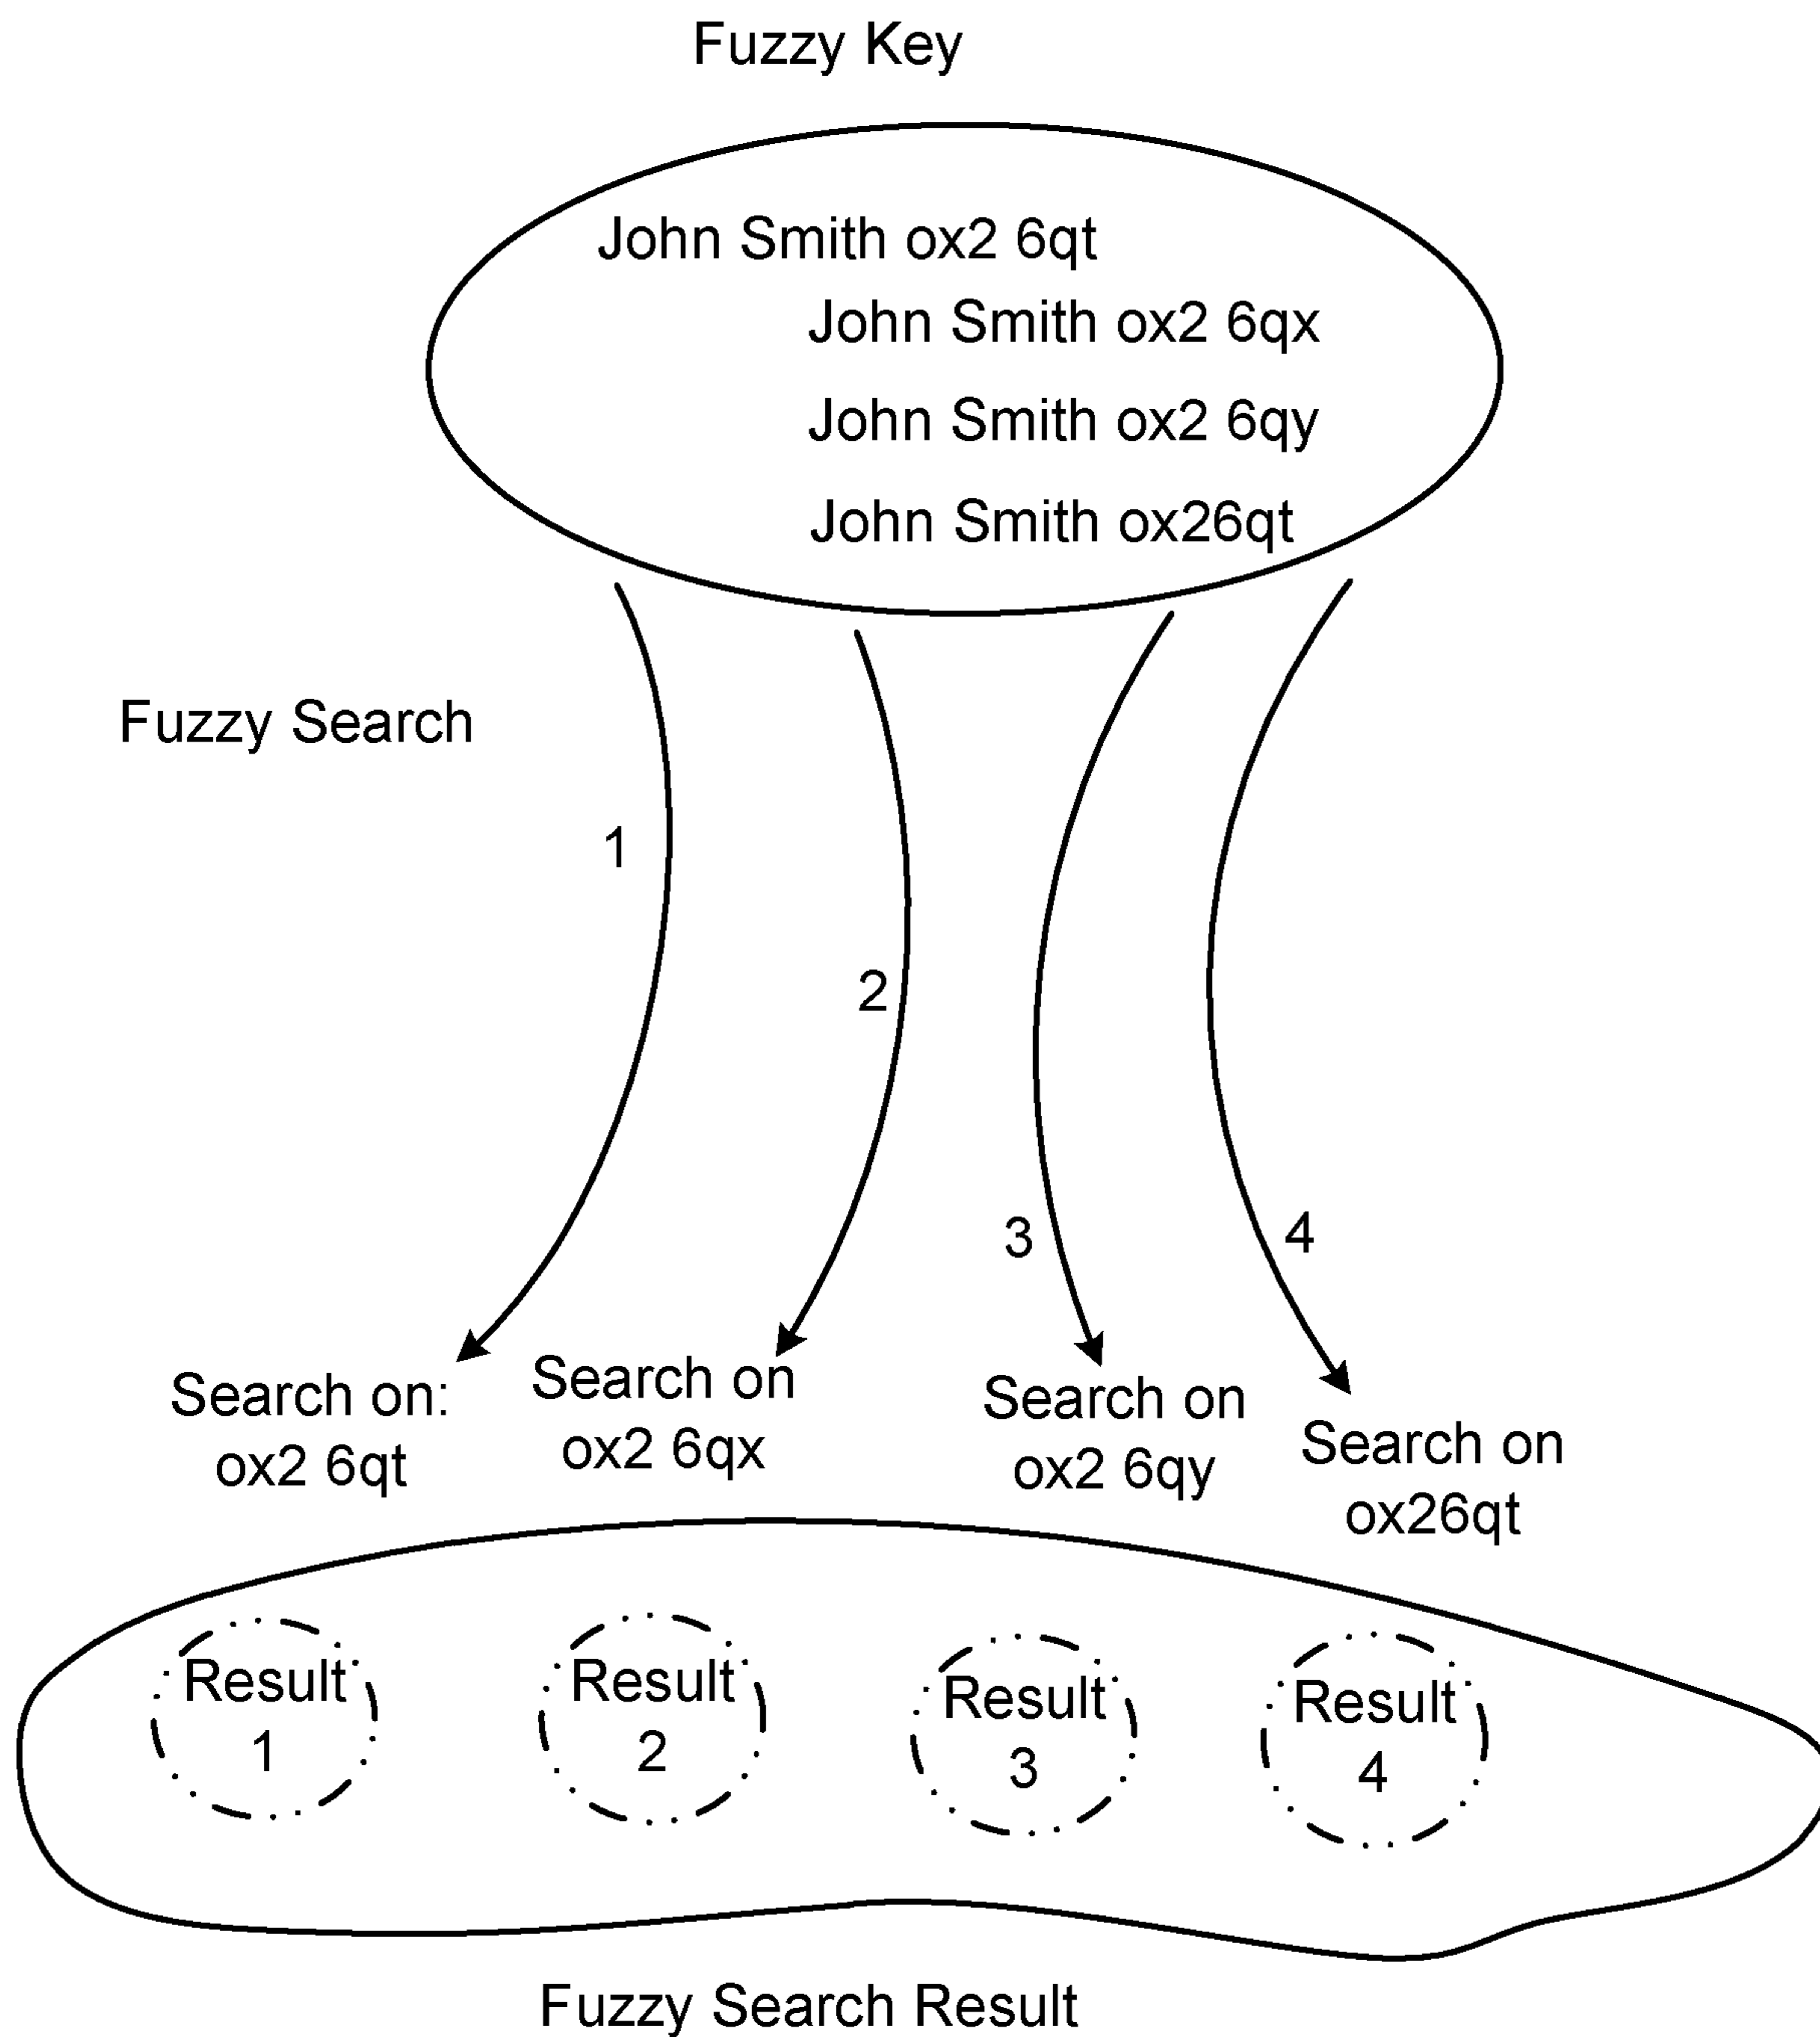 Fuzzy Key
John Smith ox2 6qt
John Smith ox2 6qx
John Smith ox2 6qy
John Smith ox26qt
Fuzzy Search
1
2
3
4
Search on:
ox2 6qt
Search on
ox2 6qx
Search on
ox2 6qy
Search on
ox26qt
Result
1
Result
2
Result
3
Result
4
Fuzzy Search Result